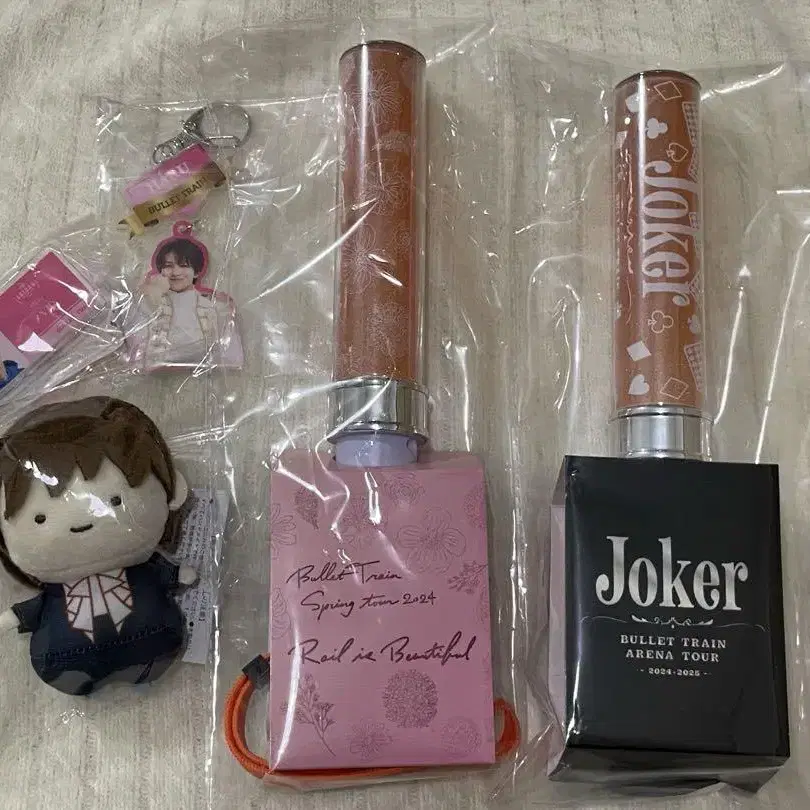 BULLET TRAIN
Joker
Bullet Train
Spring tour 2024
Rail is Beautiful
Joker
BULLET TRAIN
ARENA TOUR
- 2024-2025 -